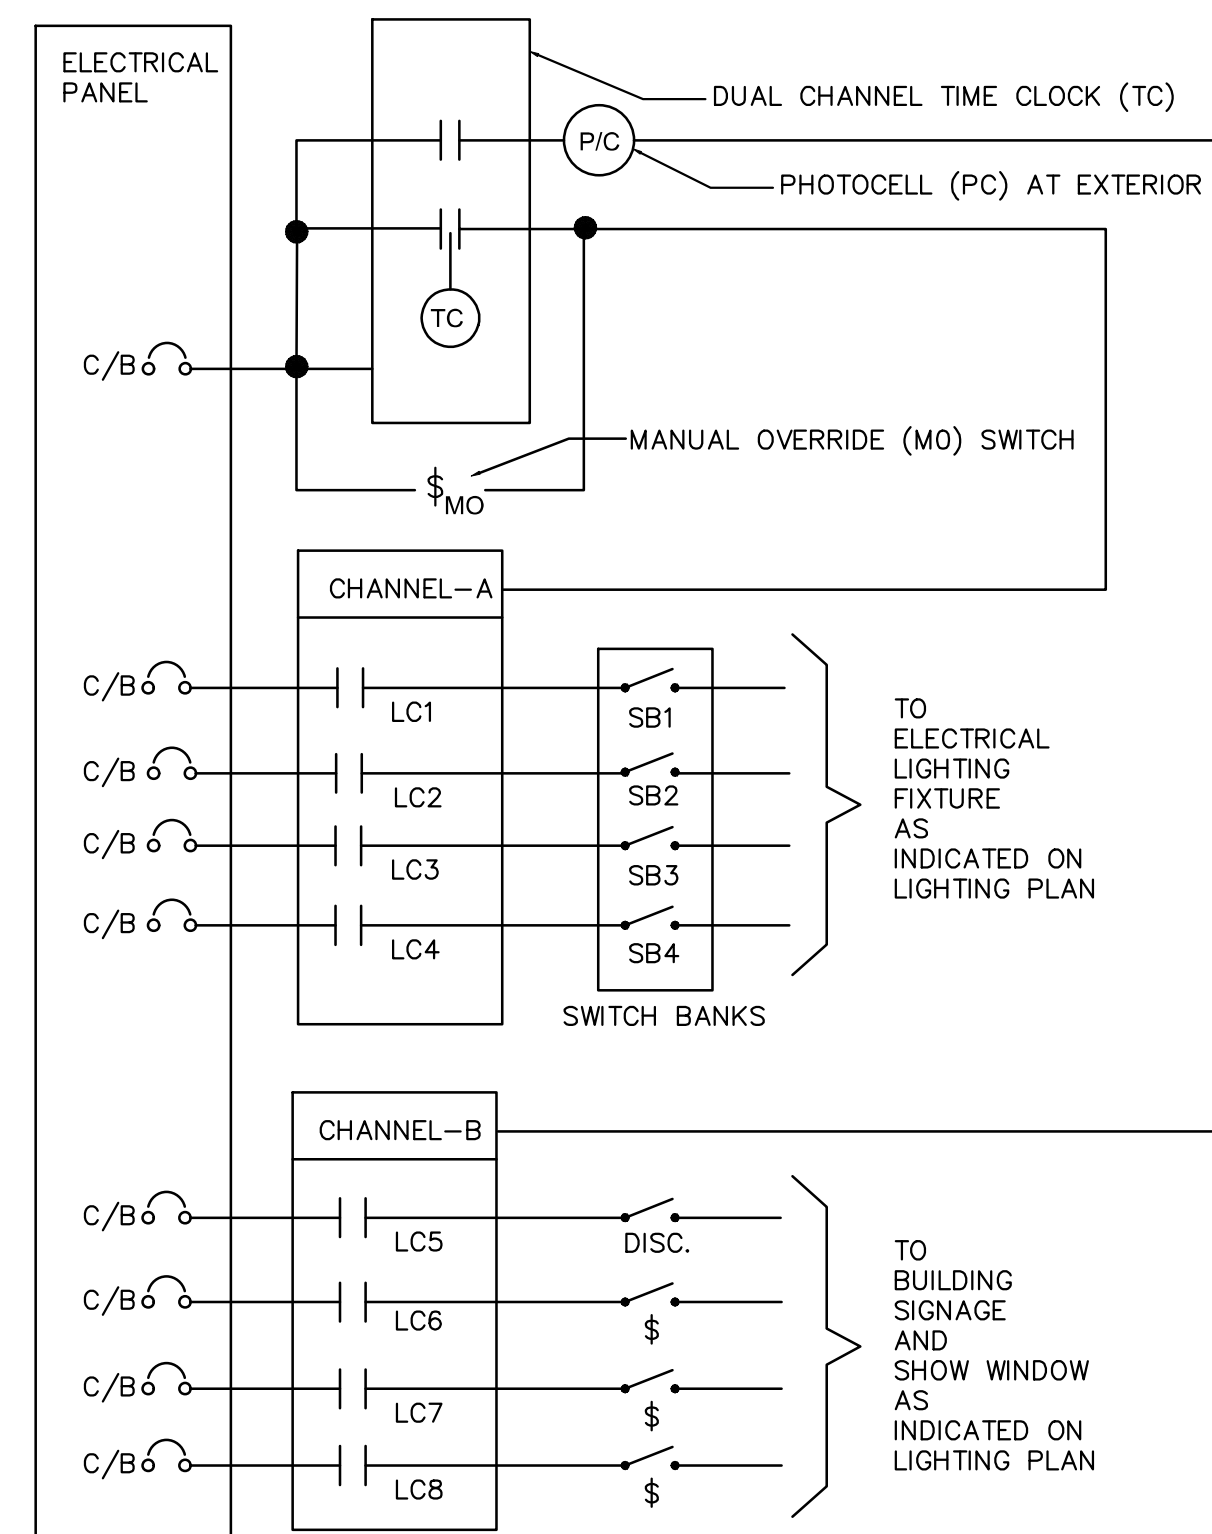 ELECTRICAL
PANEL
DUAL CHANNEL TIME CLOCK (TC)
P/C
PHOTOCELL (PC) AT EXTERIOR
TC
C/B
MANUAL OVERRIDE (MO) SWITCH
$MO
CHANNEL-A
C/B
LC1
SB1
C/B
LC2
SB2
C/B
LC3
SB3
C/B
LC4
SB4
SWITCH BANKS
TO
ELECTRICAL
LIGHTING
FIXTURE
AS
INDICATED ON
LIGHTING PLAN
CHANNEL-B
C/B
LC5
DISC.
C/B
LC6
$
C/B
LC7
$
C/B
LC8
$
TO
BUILDING
SIGNAGE
AND
SHOW WINDOW
AS
INDICATED ON
LIGHTING PLAN